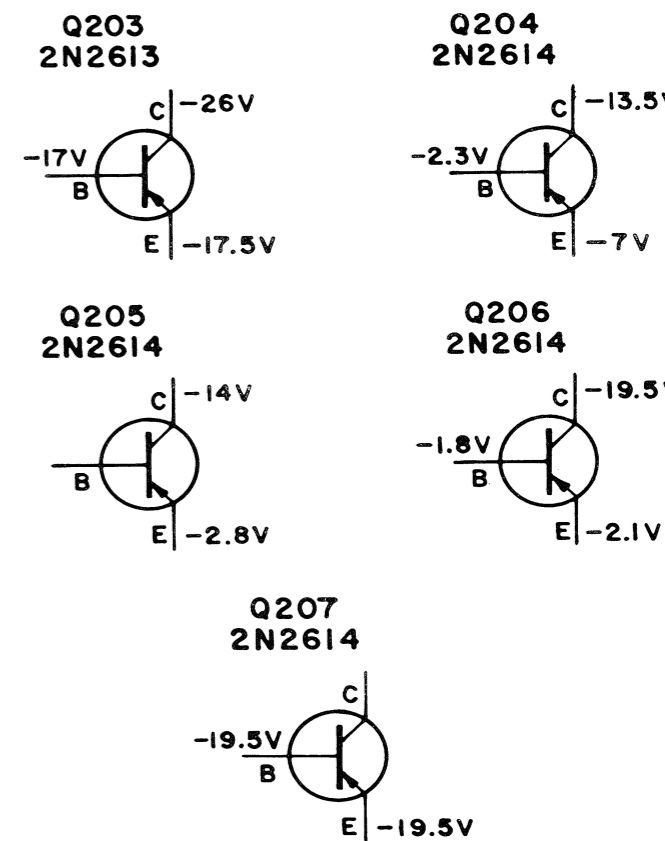 Q203
2N2613
C -26V
-17V
B
E -17.5V
Q204
2N2614
C -13.5V
-2.3V
B
E -7V
Q205
2N2614
C -14V
B
E -2.8V
Q206
2N2614
C -19.5V
-1.8V
B
E -2.1V
Q207
2N2614
C
-19.5V
B
E -19.5V